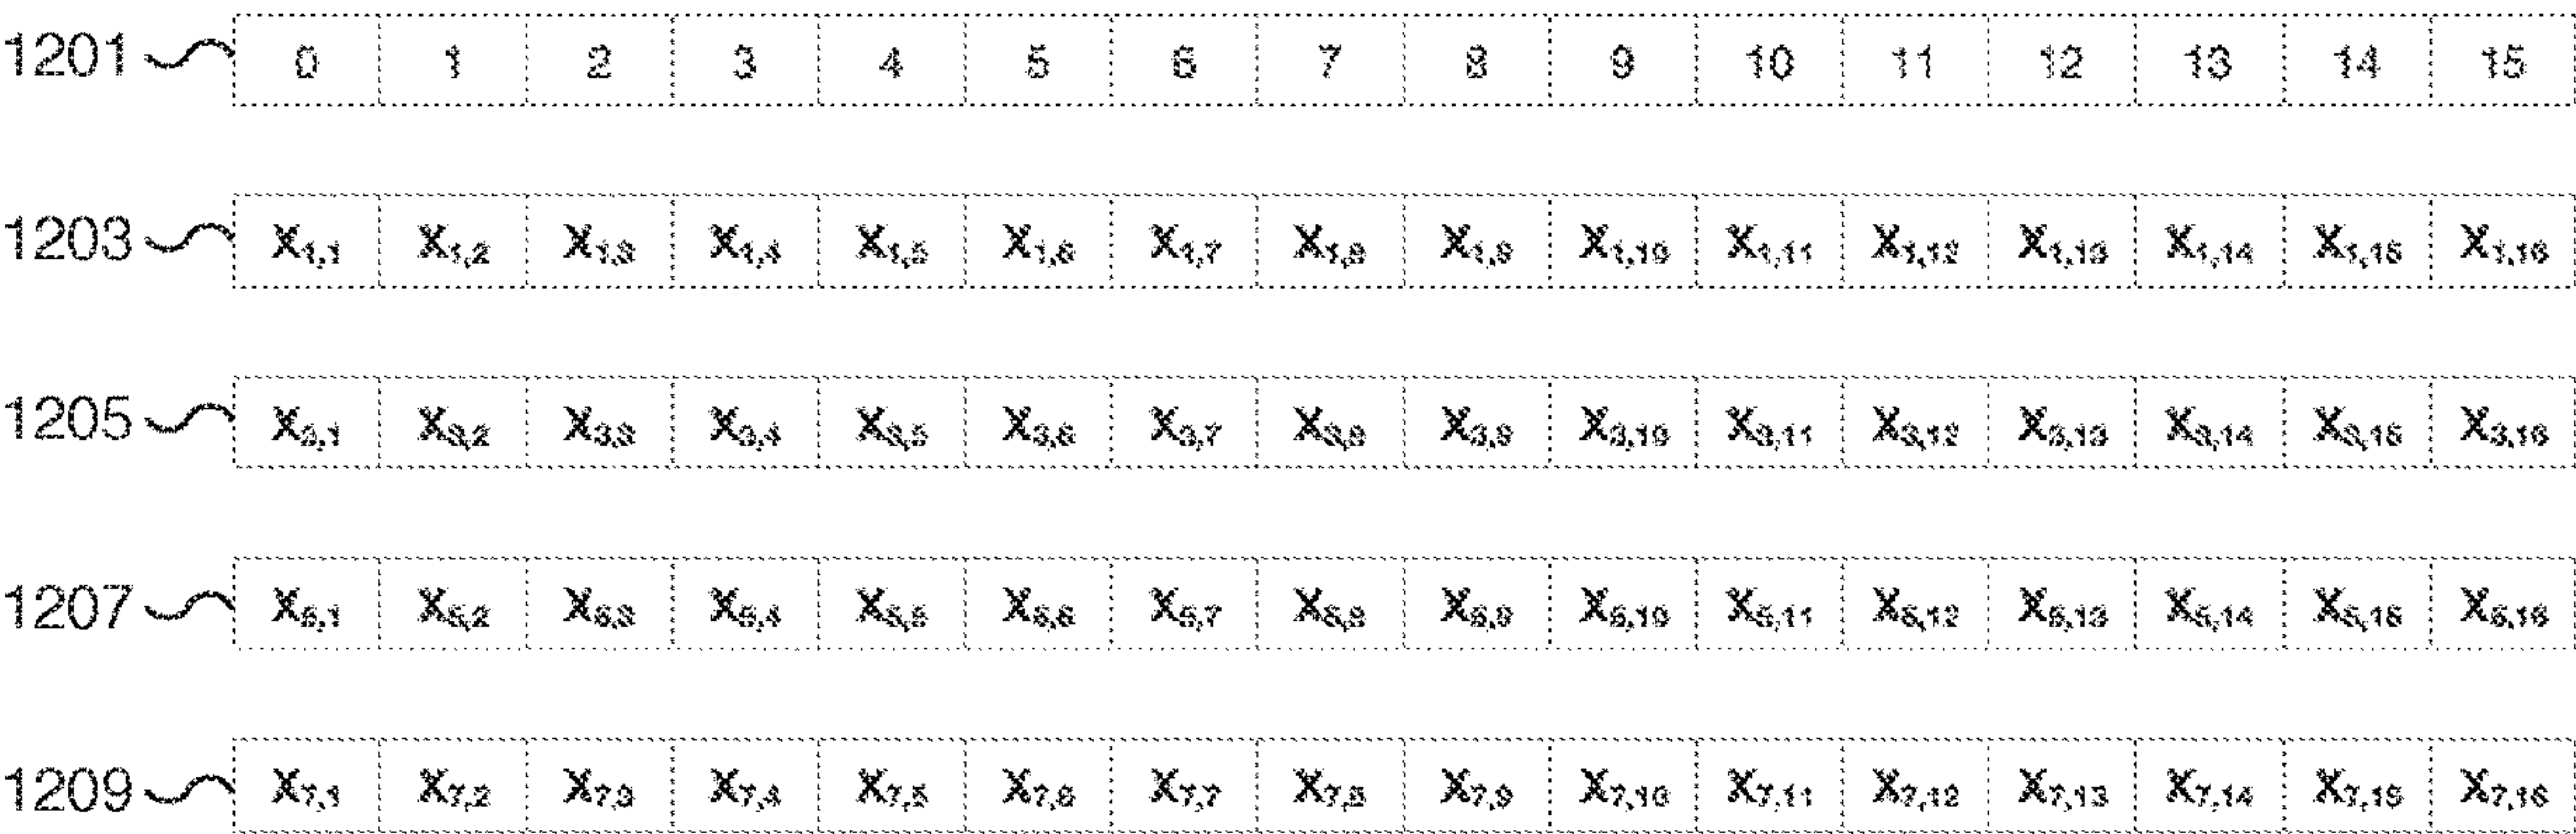 1201 0 1 2 3 4 5 6 7 8 9 10 11 12 13 14 15
1203 X1,1 X1,2 X1,3 X1,4 X1,5 X1,6 X1,7 X1,8 X1,9 X1,10 X1,11 X1,12 X1,13 X1,14 X1,15 X1,16
1205 X3,1 X3,2 X3,3 X3,4 X3,5 X3,6 X3,7 X3,8 X3,9 X3,10 X3,11 X3,12 X3,13 X3,14 X3,15 X3,16
1207 X5,1 X5,2 X5,3 X5,4 X5,5 X5,6 X5,7 X5,8 X5,9 X5,10 X5,11 X5,12 X5,13 X5,14 X5,15 X5,16
1209 X7,1 X7,2 X7,3 X7,4 X7,5 X7,6 X7,7 X7,8 X7,9 X7,10 X7,11 X7,12 X7,13 X7,14 X7,15 X7,16